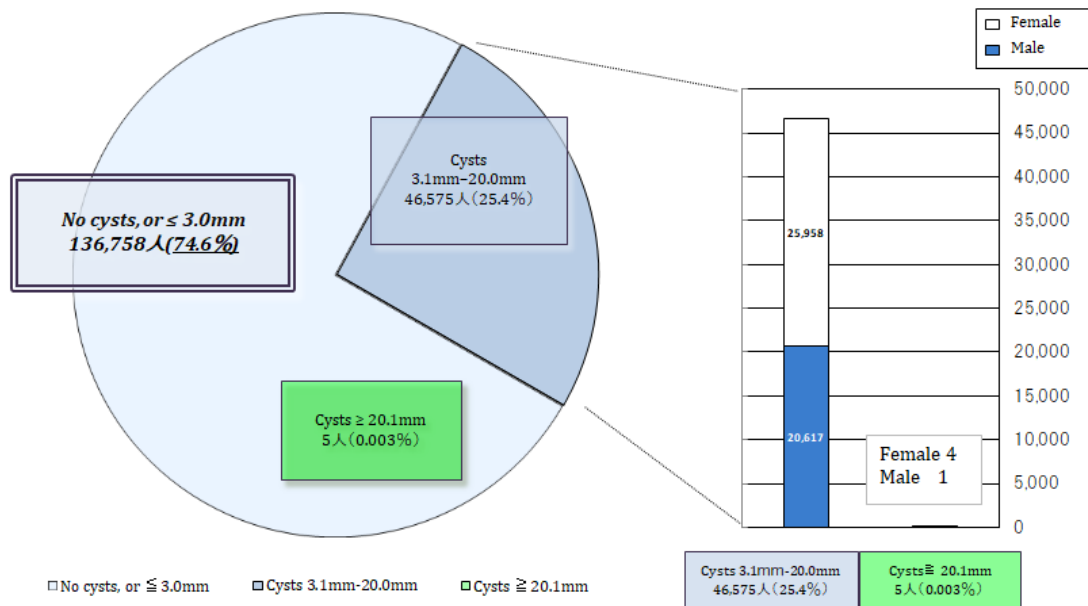 Female
Male
No cysts, or ≤ 3.0mm
136,758人(74.6%)
Cysts
3.1mm–20.0mm
46,575人(25.4%)
Cysts ≥ 20.1mm
5人(0.003%)
50,000
45,000
40,000
35,000
30,000
25,000
20,000
15,000
10,000
5,000
0
25,958
20,617
Female 4
Male 1
No cysts, or ≦ 3.0mm
Cysts 3.1mm-20.0mm
Cysts ≧ 20.1mm
Cysts 3.1mm-20.0mm
46,575人(25.4%)
Cysts≧ 20.1mm
5人(0.003%)